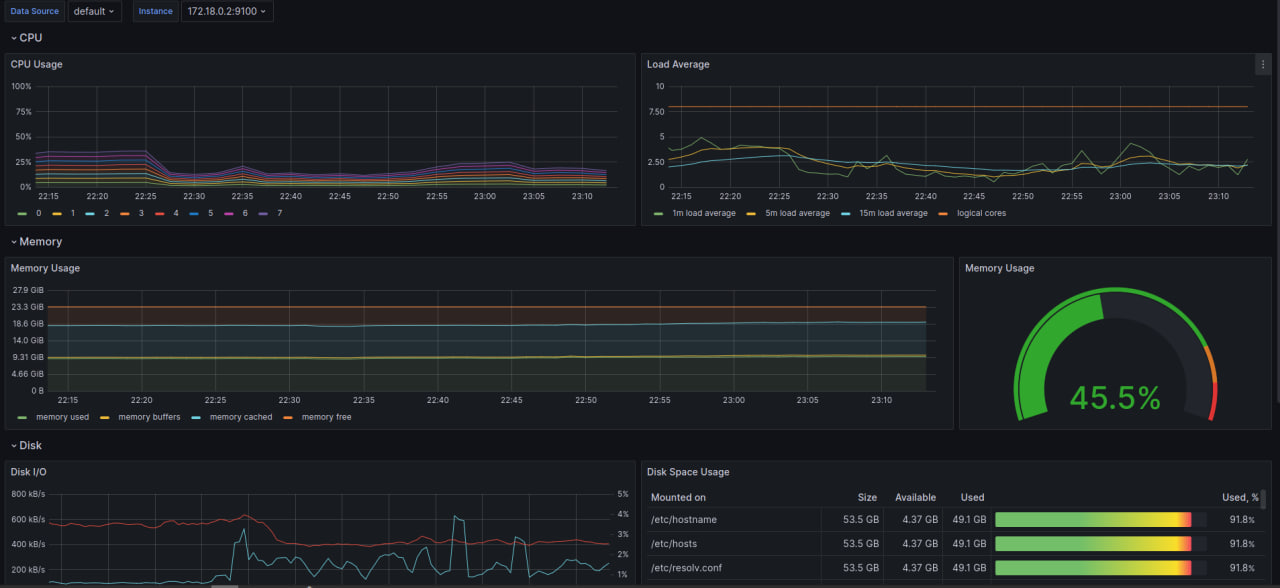 Data Source default Instance 172.18.0.2:9100
CPU
CPU Usage
100%
75%
50%
25%
0%
22:15 22:20 22:25 22:30 22:35 22:40 22:45 22:50 22:55 23:00 23:05 23:10
0 1 2 3 4 5 6 7
Load Average
10
7.50
5
2.50
0
22:15 22:20 22:25 22:30 22:35 22:40 22:45 22:50 22:55 23:00 23:05 23:10
1m load average 5m load average 15m load average logical cores
Memory
Memory Usage
27.9 GiB
23.3 GiB
18.6 GiB
14.0 GiB
9.31 GiB
4.66 GiB
0 B
22:15 22:20 22:25 22:30 22:35 22:40 22:45 22:50 22:55 23:00 23:05 23:10
memory used memory buffers memory cached memory free
Memory Usage
45.5%
Disk
Disk I/O
800 kB/s 5%
600 kB/s 4%
400 kB/s 3%
2%
200 kB/s 1%
Disk Space Usage
Mounted on Size Available Used Used, %
/etc/hostname 53.5 GB 4.37 GB 49.1 GB 91.8%
/etc/hosts 53.5 GB 4.37 GB 49.1 GB 91.8%
/etc/resolv.conf 53.5 GB 4.37 GB 49.1 GB 91.8%